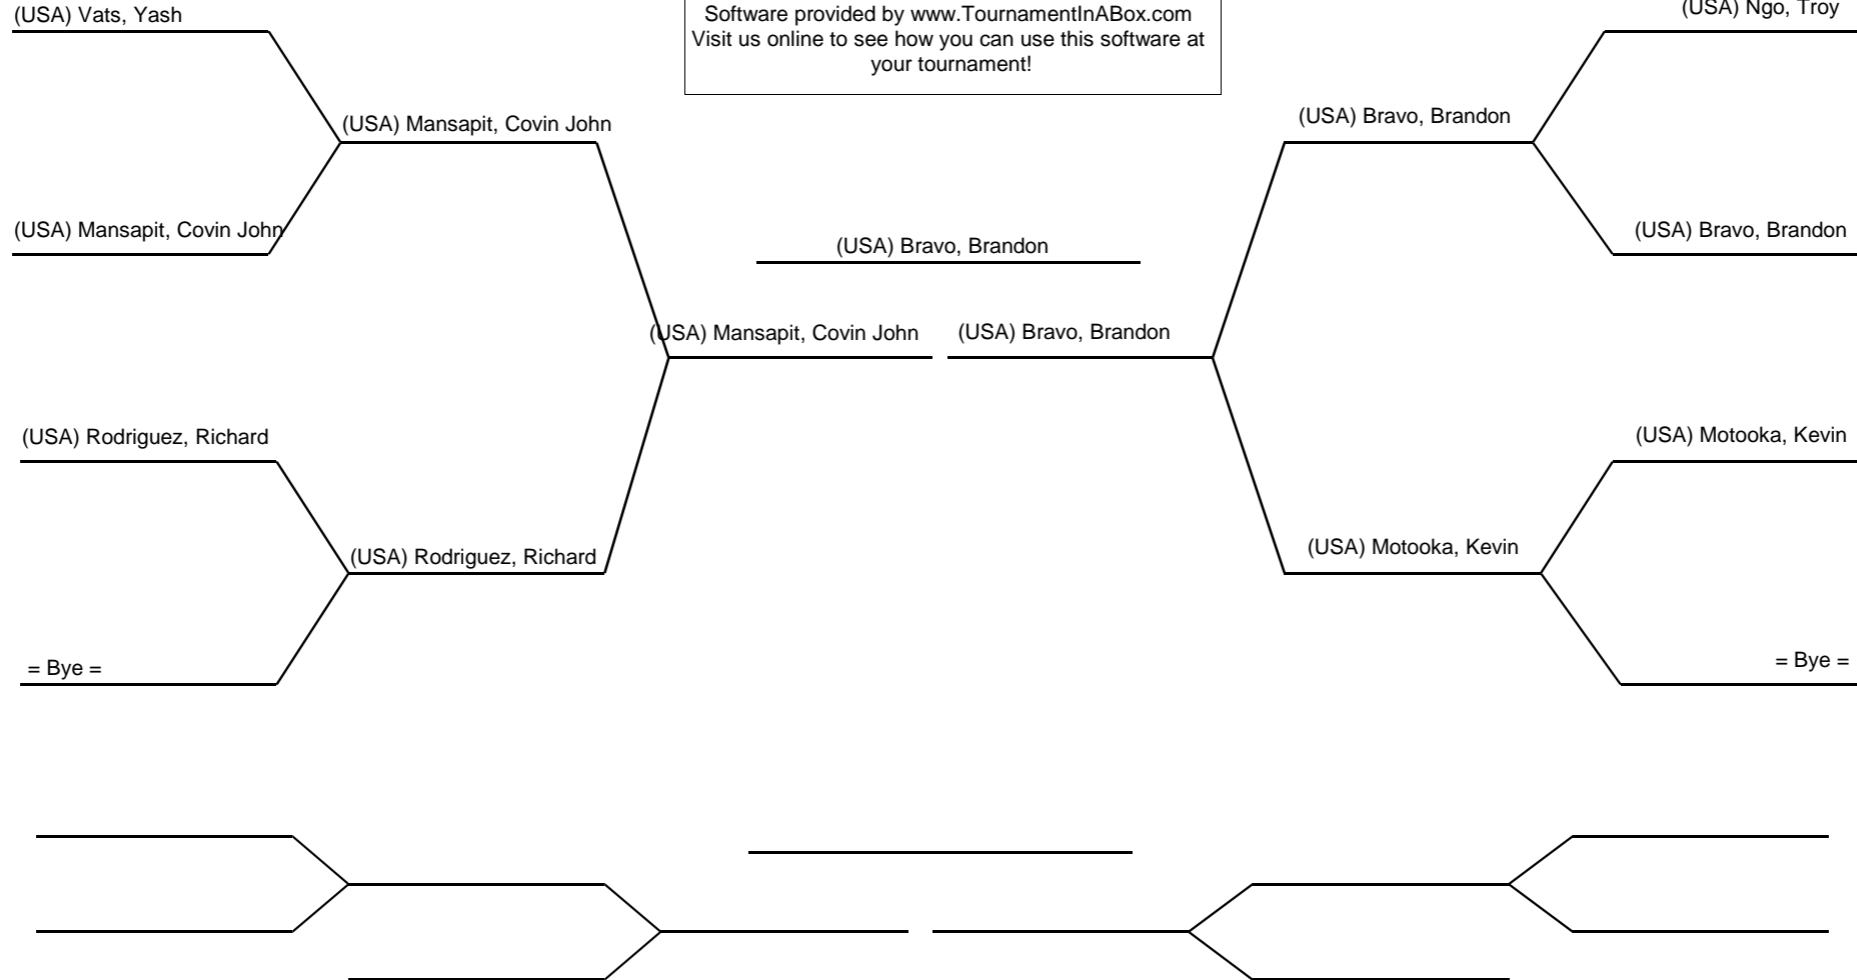 (USA) Vats, Yash
Software provided by www.TournamentInABox.com
Visit us online to see how you can use this software at
your tournament!
(USA) Ngo, Troy
(USA) Mansapit, Covin John
(USA) Bravo, Brandon
(USA) Mansapit, Covin John
(USA) Bravo, Brandon
(USA) Bravo, Brandon
(USA) Mansapit, Covin John
(USA) Bravo, Brandon
(USA) Rodriguez, Richard
(USA) Motooka, Kevin
(USA) Rodriguez, Richard
(USA) Motooka, Kevin
= Bye =
= Bye =